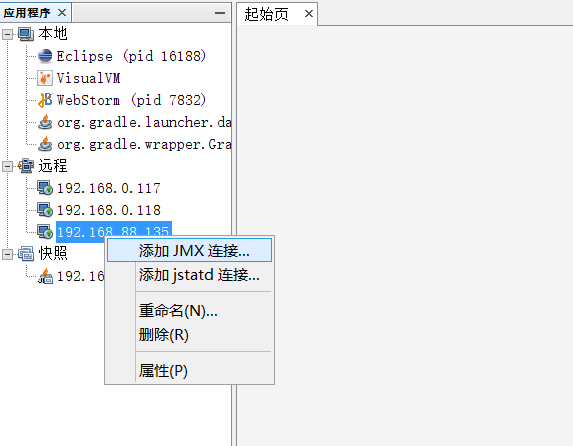 应用程序
起始页
本地
Eclipse (pid 16188)
VisualVM
WebStorm (pid 7832)
org.gradle.launcher.da
org.gradle.wrapper.Gra
远程
192.168.0.117
192.168.0.118
192.168.88.135
添加 JMX 连接...
快照
192.16
添加 jstatd 连接...
重命名(N)...
删除(R)
属性(P)